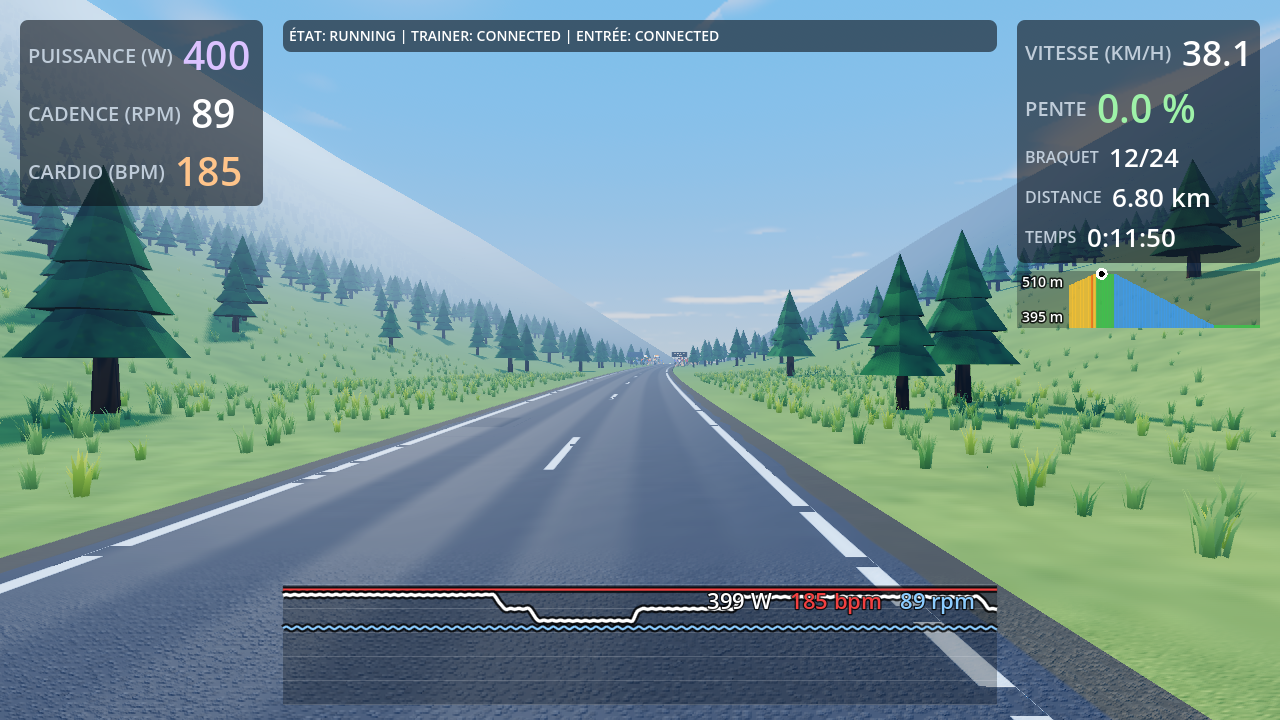 PUISSANCE (W) 400
CADENCE (RPM) 89
CARDIO (BPM) 185
ÉTAT: RUNNING | TRAINER: CONNECTED | ENTRÉE: CONNECTED
VITESSE (KM/H) 38.1
PENTE 0.0 %
BRAQUET 12/24
DISTANCE 6.80 km
TEMPS 0:11:50
510 m
395 m
399 W 185 bpm 89 rpm